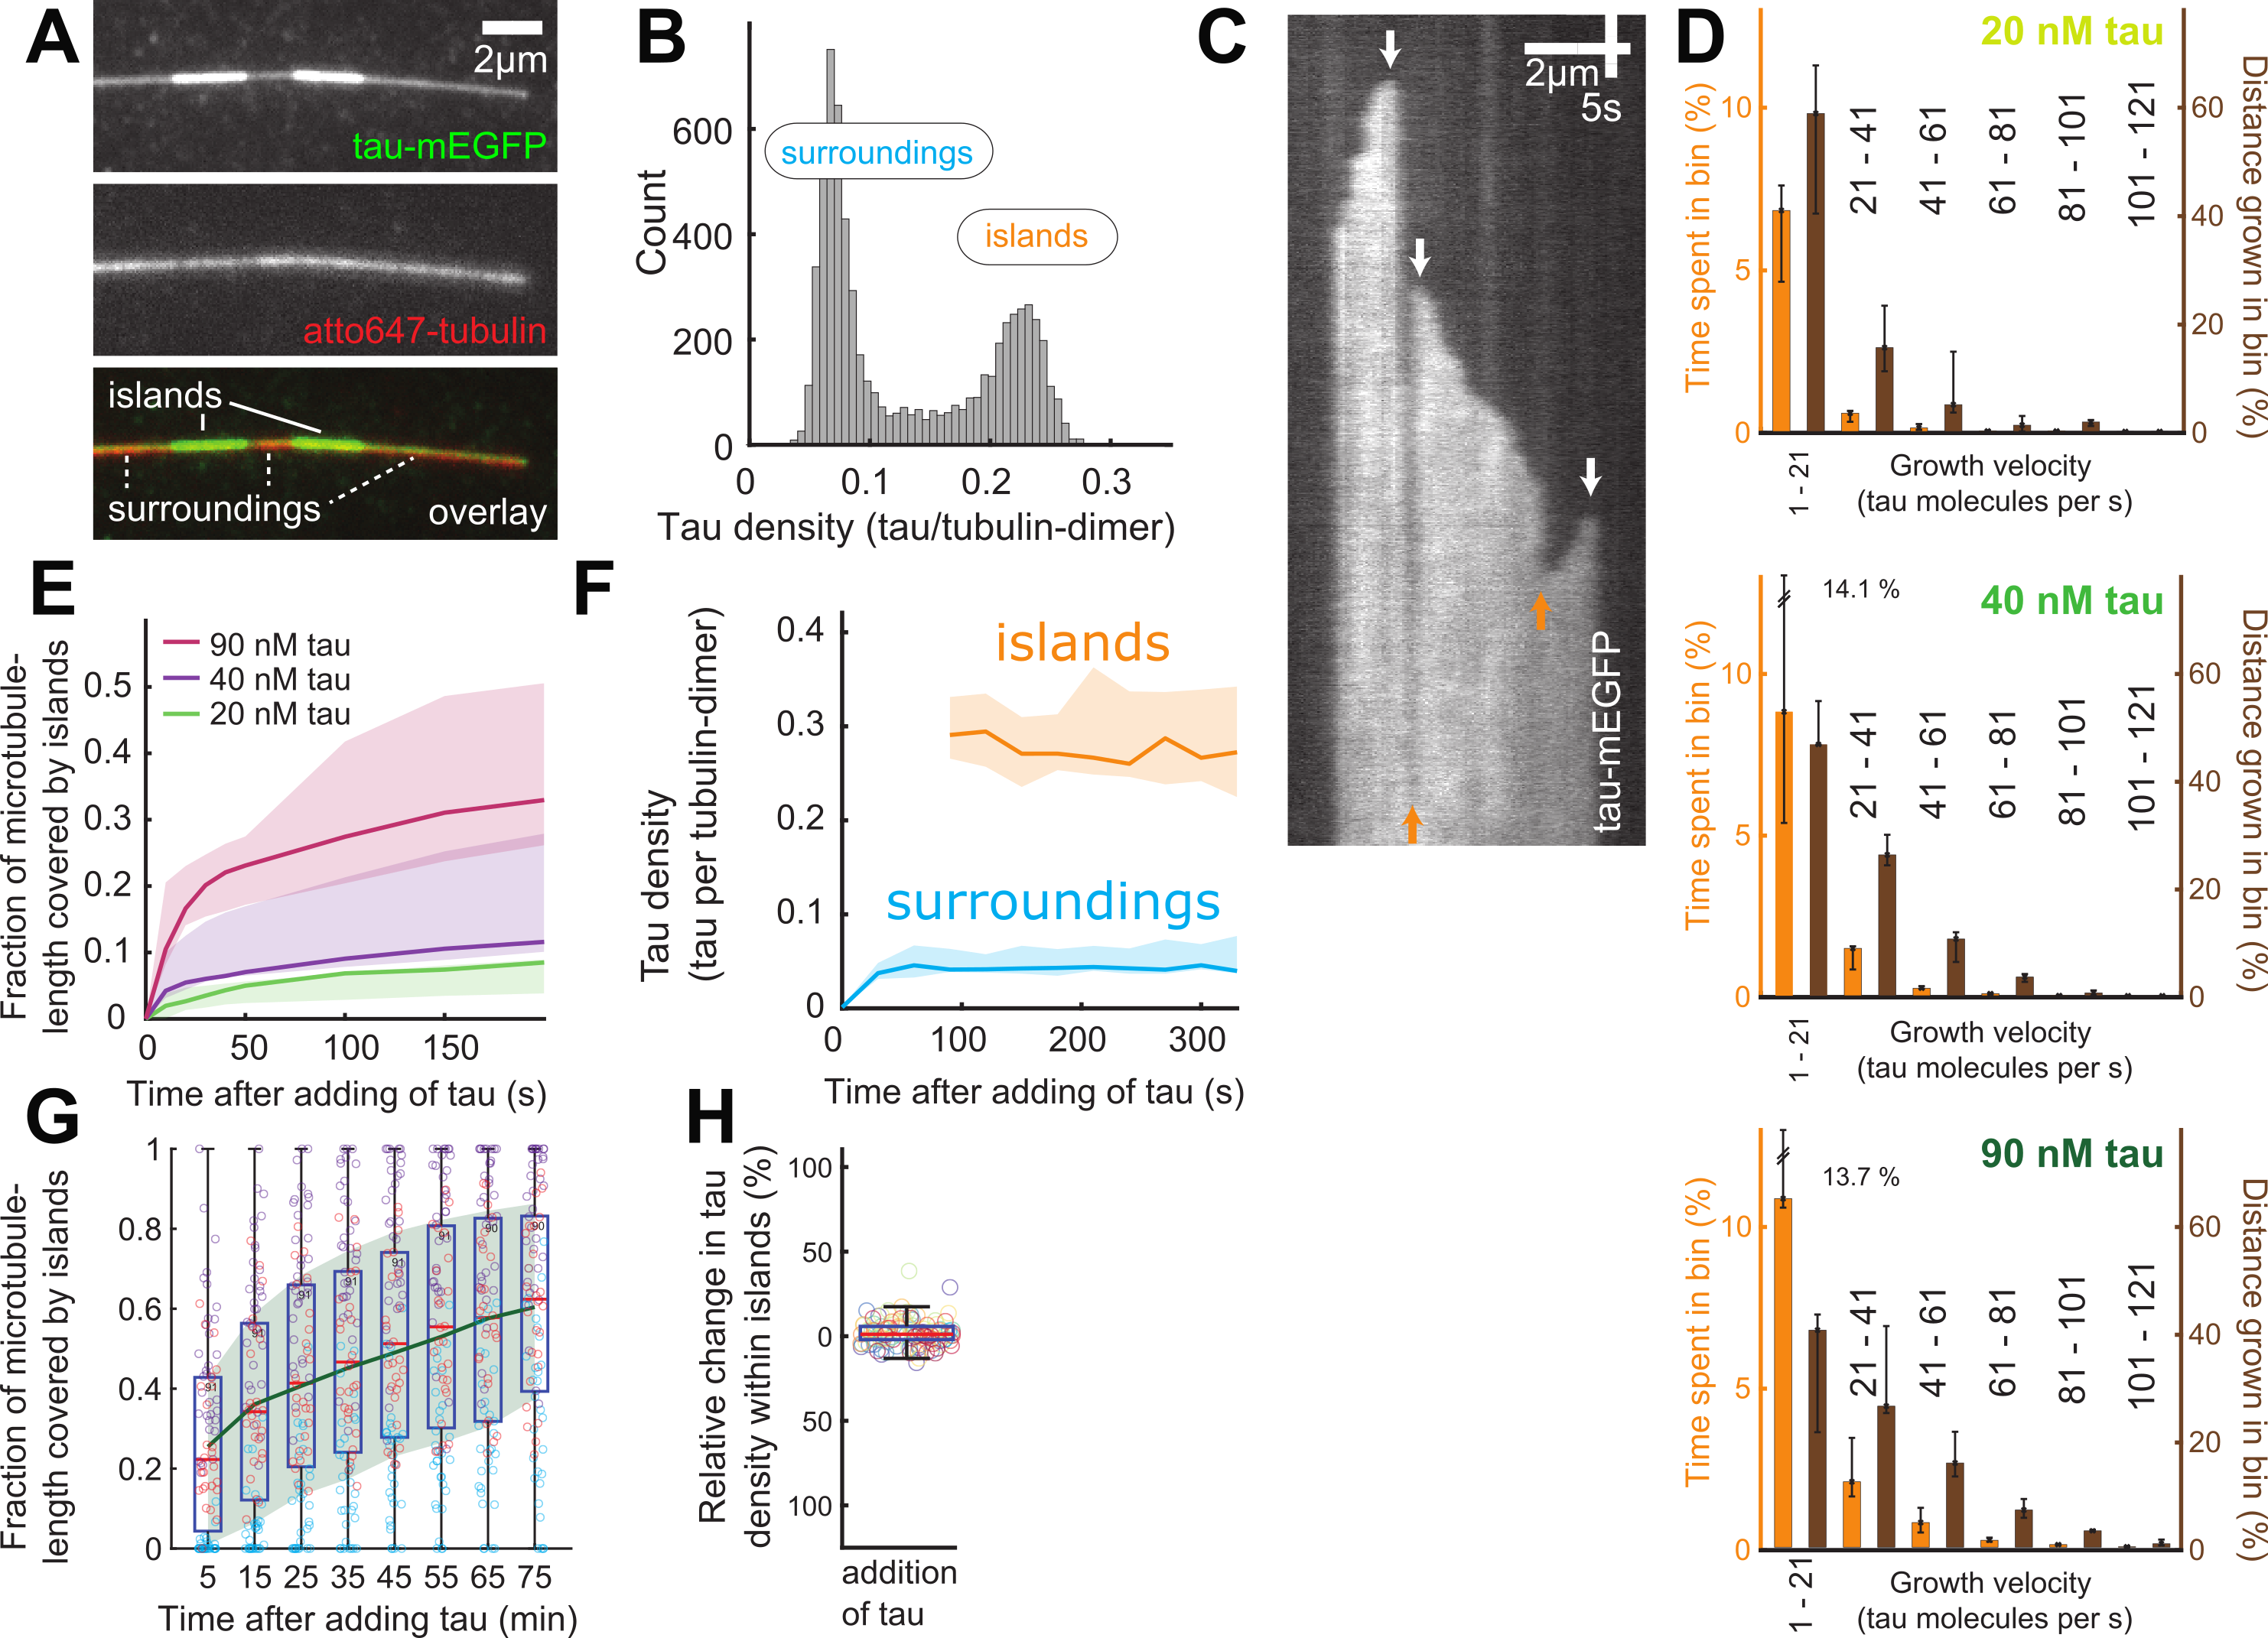 A
2µm
tau-mEGFP
atto647-tubulin
islands
surroundings
overlay
B
600
400
200
0
Count
surroundings
islands
0
0.1
0.2
0.3
Tau density (tau/tubulin-dimer)
C
2µm
5s
tau-mEGFP
D
20 nM tau
Time spent in bin (%)
10
5
0
Distance grown in bin (%)
60
40
20
0
1 - 21
21 - 41
41 - 61
61 - 81
81 - 101
101 - 121
Growth velocity
(tau molecules per s)
40 nM tau
14.1 %
Time spent in bin (%)
10
5
0
Distance grown in bin (%)
60
40
20
0
1 - 21
21 - 41
41 - 61
61 - 81
81 - 101
101 - 121
Growth velocity
(tau molecules per s)
90 nM tau
13.7 %
Time spent in bin (%)
10
5
0
Distance grown in bin (%)
60
40
20
0
1 - 21
21 - 41
41 - 61
61 - 81
81 - 101
101 - 121
Growth velocity
(tau molecules per s)
E
Fraction of microtubule-
length covered by islands
0.5
0.4
0.3
0.2
0.1
0
90 nM tau
40 nM tau
20 nM tau
0
50
100
150
Time after adding of tau (s)
F
Tau density
(tau per tubulin-dimer)
0.4
0.3
0.2
0.1
0
islands
surroundings
0
100
200
300
Time after adding of tau (s)
G
Fraction of microtubule-
length covered by islands
1
0.8
0.6
0.4
0.2
0
91
91
91
91
91
91
90
90
5
15
25
35
45
55
65
75
Time after adding tau (min)
H
Relative change in tau
density within islands (%)
100
50
0
50
100
addition
of tau